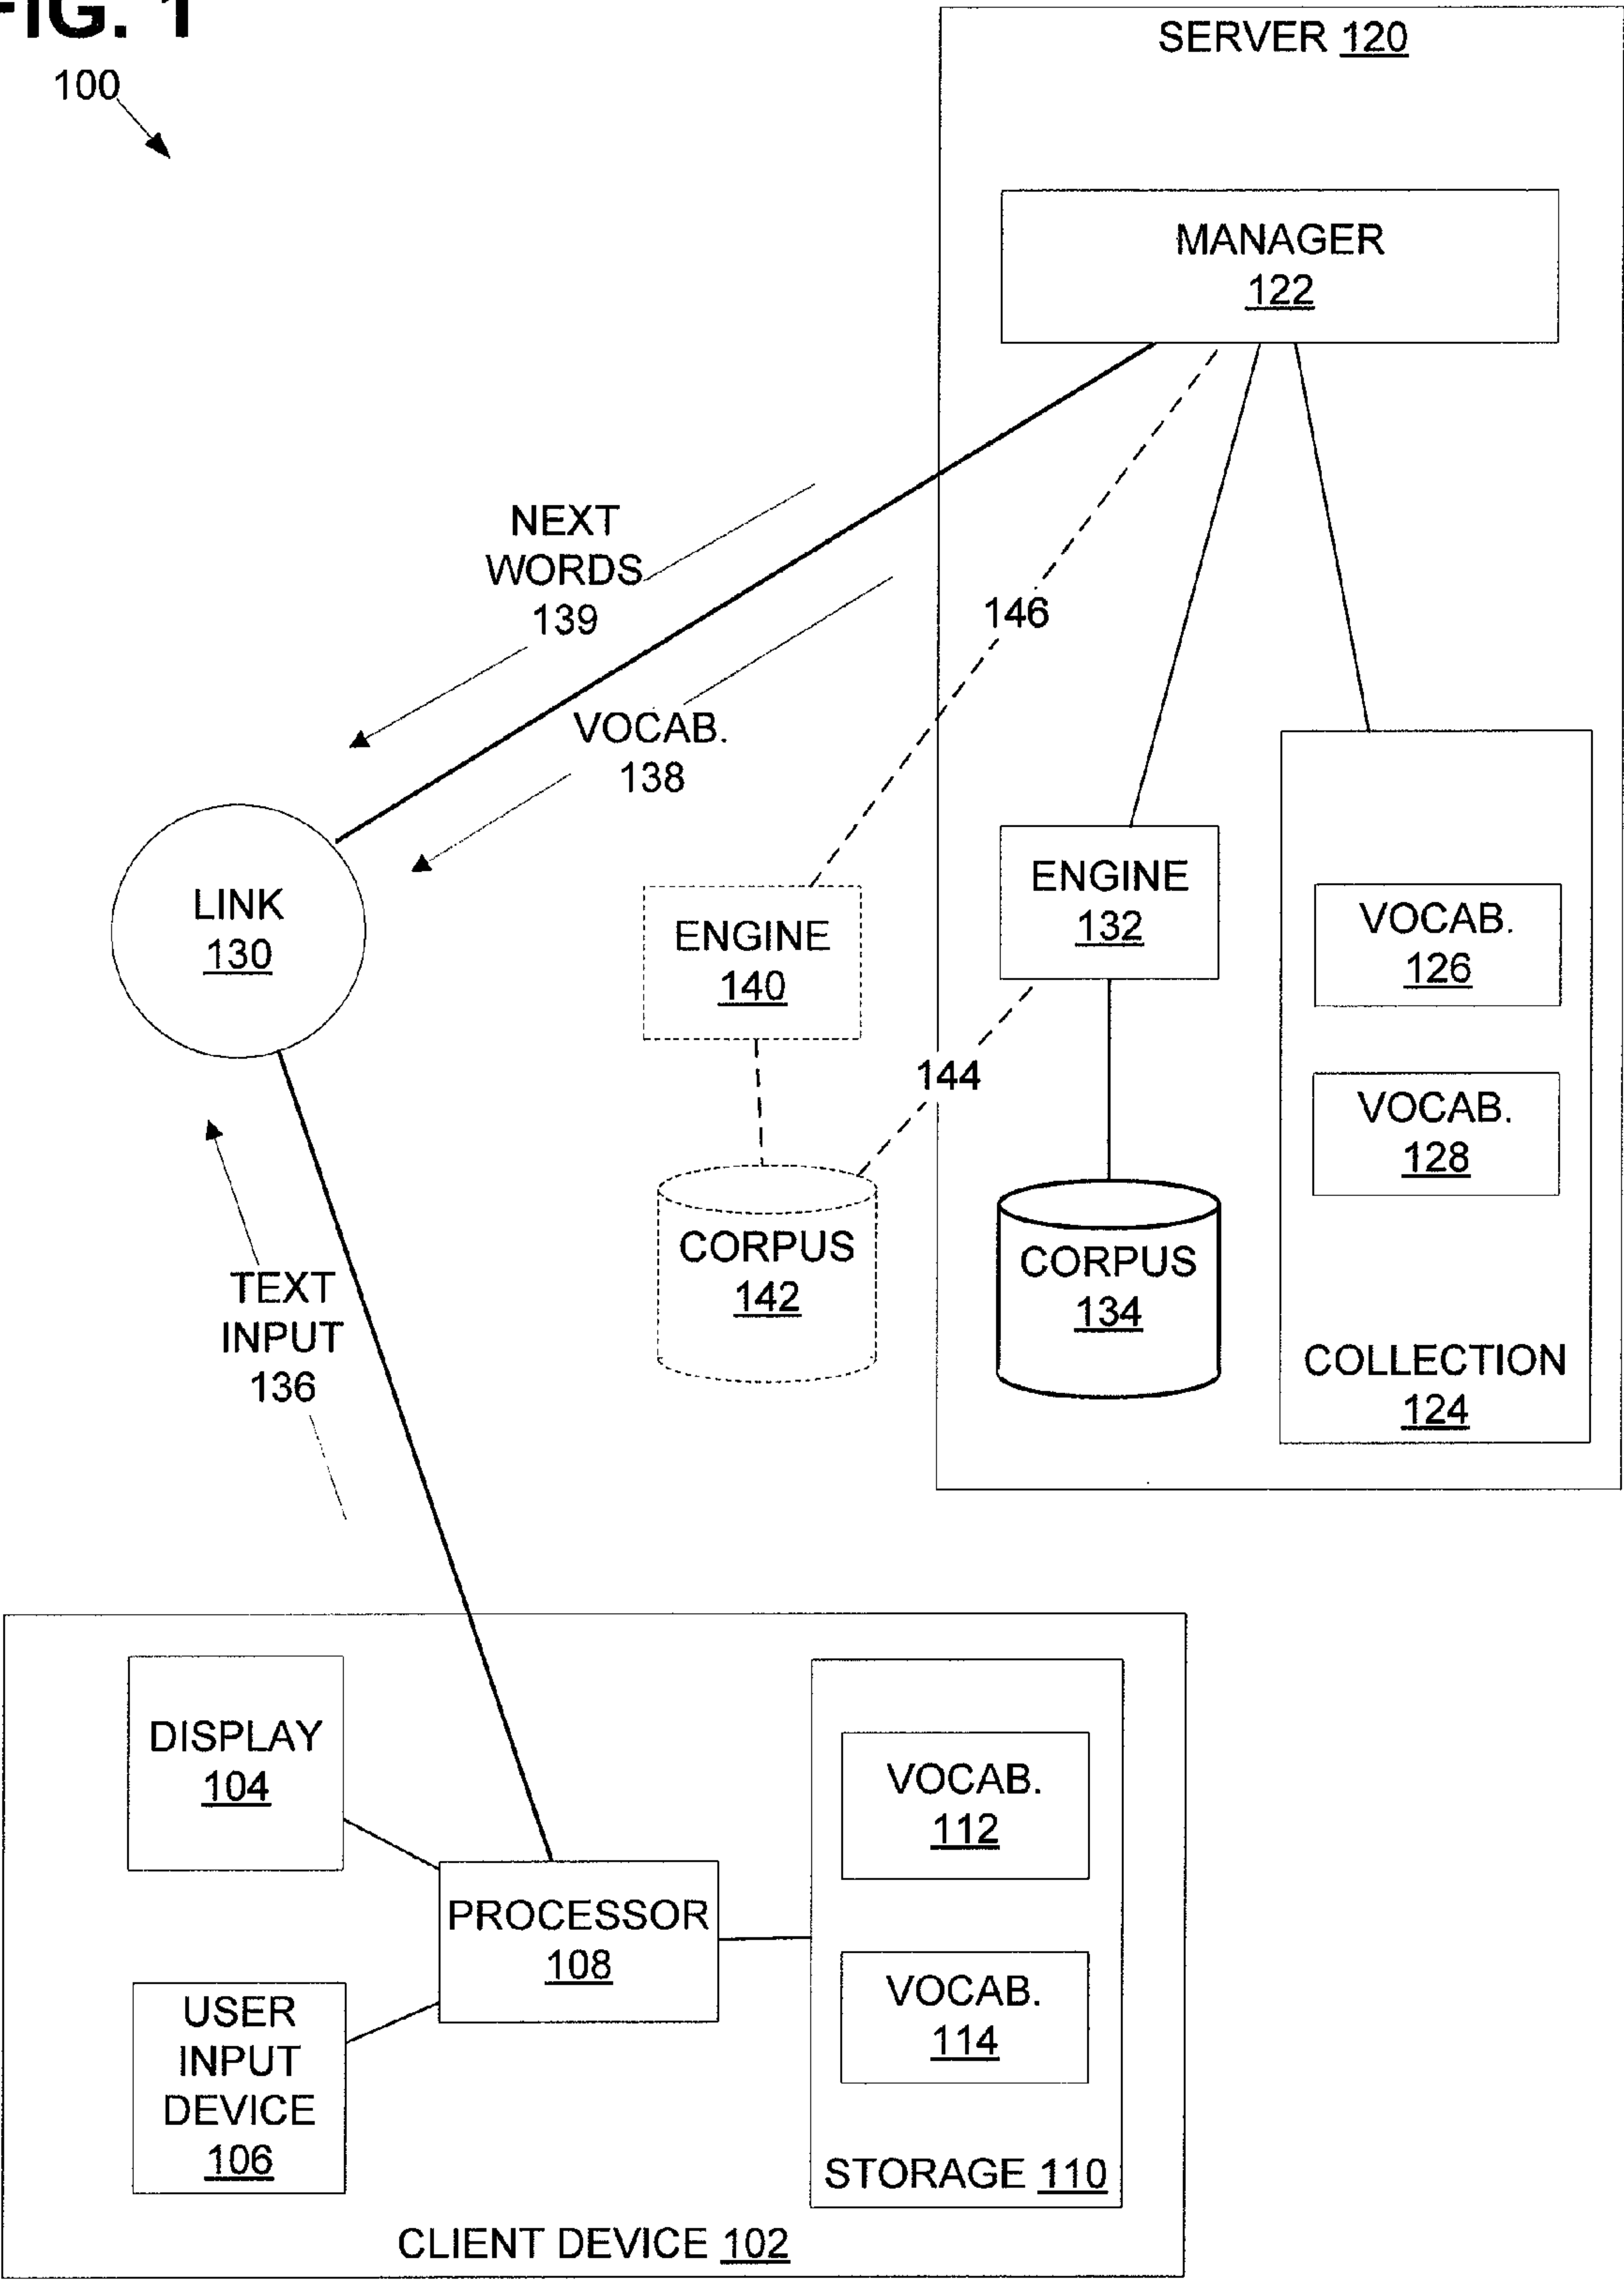 FIG. 1
100
SERVER 120
MANAGER
122
NEXT
WORDS
139
146
VOCAB.
138
LINK
130
ENGINE
140
ENGINE
132
VOCAB.
126
144
VOCAB.
128
CORPUS
142
CORPUS
134
COLLECTION
124
TEXT
INPUT
136
DISPLAY
104
VOCAB.
112
PROCESSOR
108
VOCAB.
114
USER
INPUT
DEVICE
106
STORAGE 110
CLIENT DEVICE 102